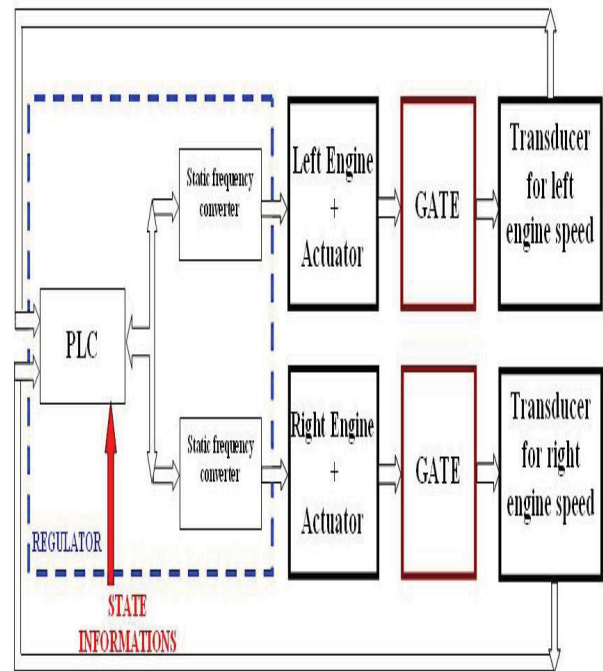 Static frequency
converter
Left Engine
+
Actuator
GATE
Transducer
for left
engine speed
PLC
Static frequency
converter
Right Engine
+
Actuator
GATE
Transducer
for right
engine speed
REGULATOR
STATE
INFORMATIONS